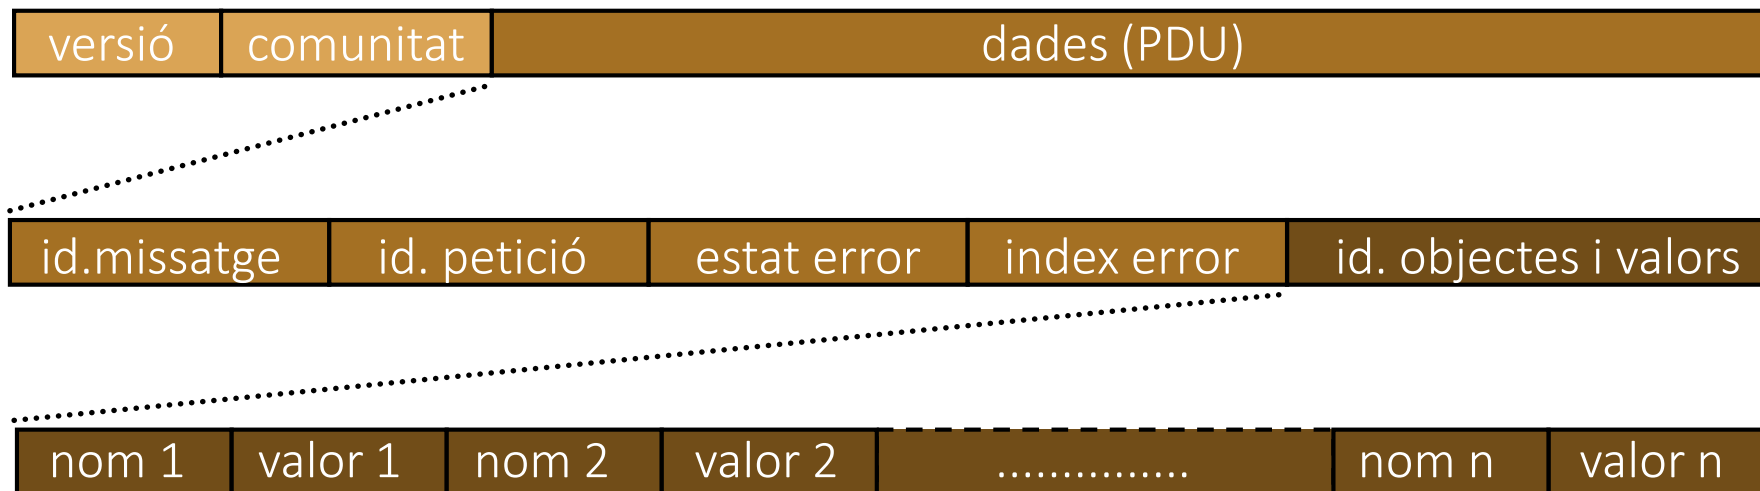 versió comunitat dades (PDU)
id.missatge id. petició estat error index error id. objectes i valors
nom 1 valor 1 nom 2 valor 2 ............... nom n valor n